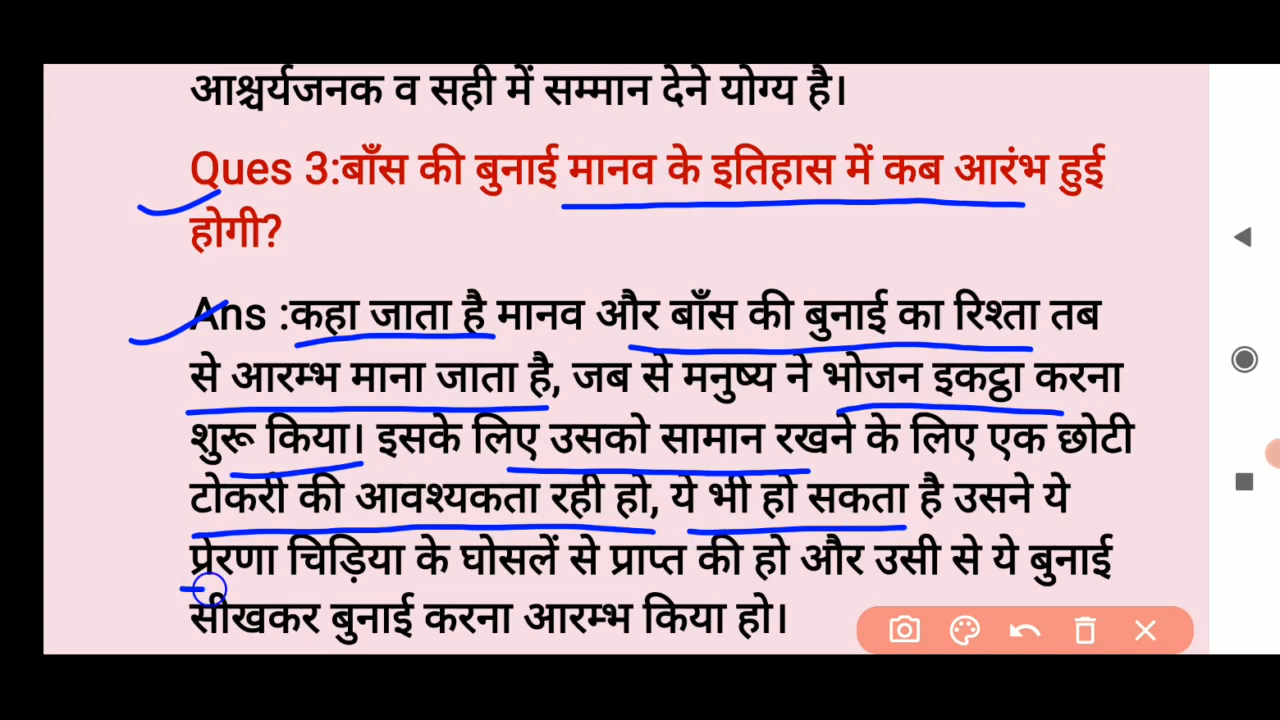 आश्चर्यजनक व सही में सम्मान देने योग्य है।
Ques 3:बाँस की बुनाई मानव के इतिहास में कब आरंभ हुई
होगी?
Ans :कहा जाता है मानव और बाँस की बुनाई का रिश्ता तब
से आरम्भ माना जाता है, जब से मनुष्य ने भोजन इकट्ठा करना
शुरू किया। इसके लिए उसको सामान रखने के लिए एक छोटी
टोकरी की आवश्यकता रही हो, ये भी हो सकता है उसने ये
प्रेरणा चिड़िया के घोसलें से प्राप्त की हो और उसी से ये बुनाई
सीखकर बुनाई करना आरम्भ किया हो।